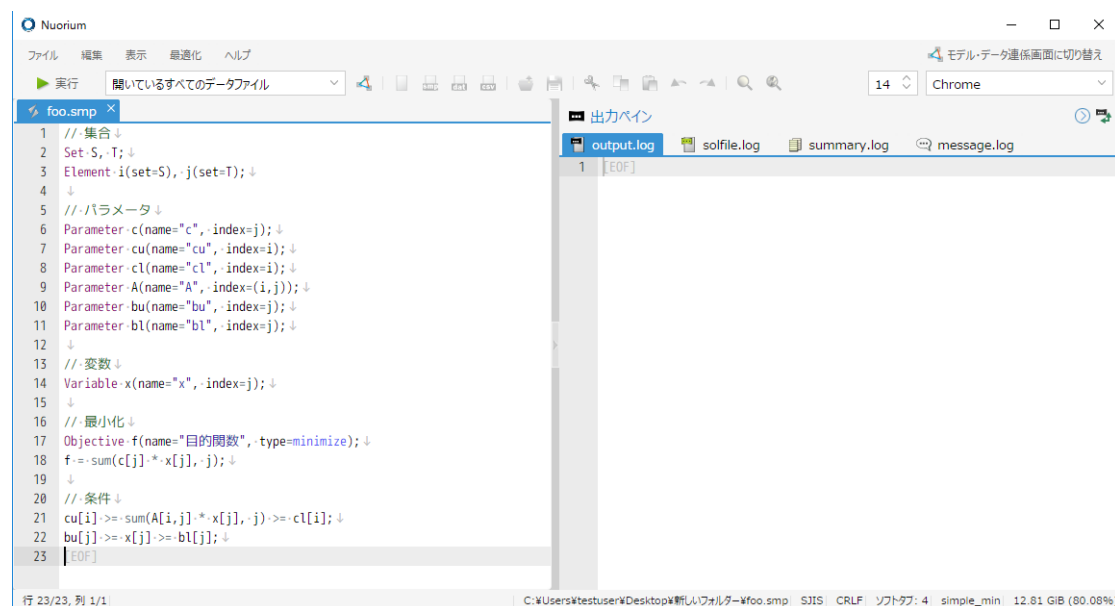 Nuorium
ファイル 編集 表示 最適化 ヘルプ モデル・データ連係画面に切り替え
実行 開いているすべてのデータファイル 14 Chrome
foo.smp
1 // 集合↓
2 Set S, T;↓
3 Element i(set=S), j(set=T);↓
4 ↓
5 // パラメータ↓
6 Parameter c(name="c", index=j);↓
7 Parameter cu(name="cu", index=i);↓
8 Parameter cl(name="cl", index=i);↓
9 Parameter A(name="A", index=(i,j));↓
10 Parameter bu(name="bu", index=j);↓
11 Parameter bl(name="bl", index=j);↓
12 ↓
13 // 変数↓
14 Variable x(name="x", index=j);↓
15 ↓
16 // 最小化↓
17 Objective f(name="目的関数", type=minimize);↓
18 f = sum(c[j] * x[j], j);↓
19 ↓
20 // 条件↓
21 cu[i] >= sum(A[i,j] * x[j], j) >= cl[i];↓
22 bu[j] >= x[j] >= bl[j];↓
23 [EOF]
出力ペイン
output.log solfile.log summary.log message.log
1 [EOF]
行 23/23, 列 1/1 C:¥Users¥testuser¥Desktop¥新しいフォルダー¥foo.smp SJIS CRLF ソフトタブ: 4 simple_min 12.81 GiB (80.08%